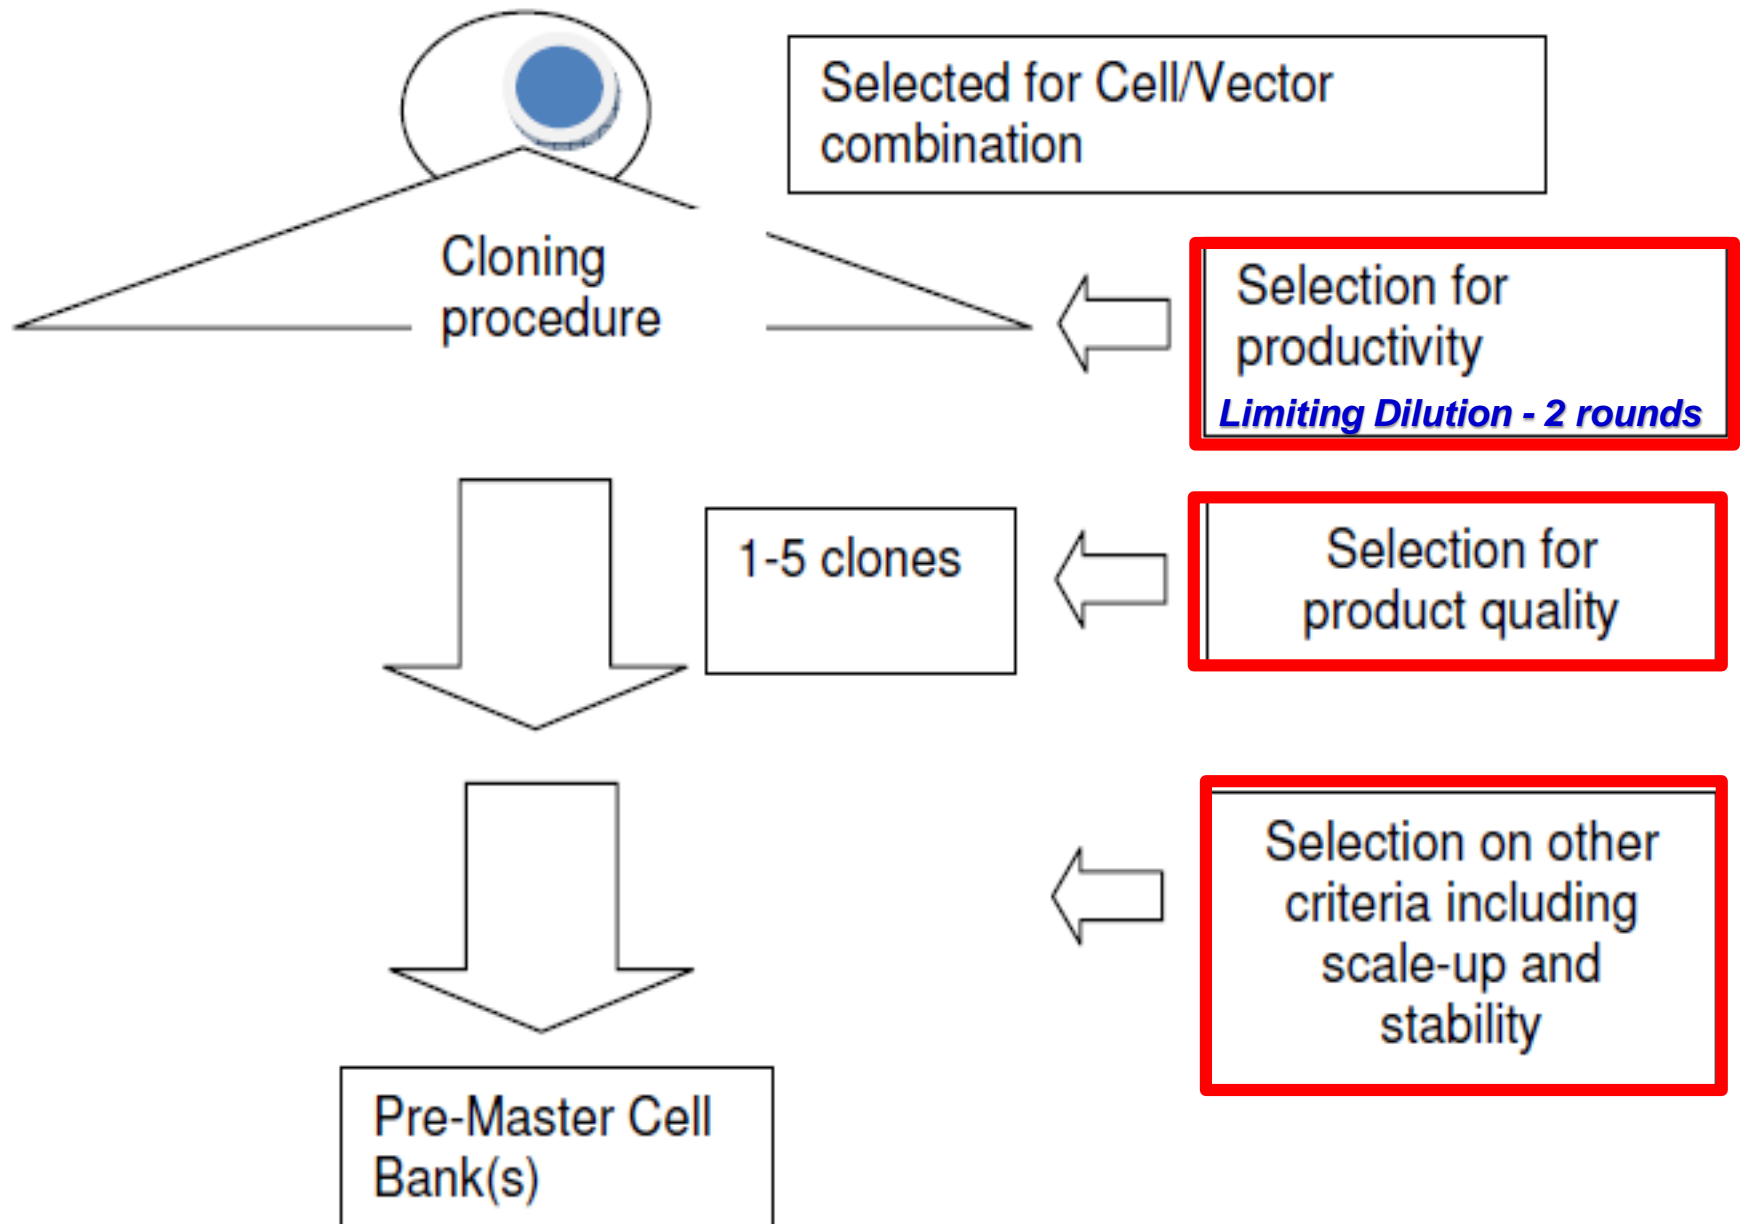 Selected for Cell/Vector
combination
Cloning
procedure
Selection for
productivity
Limiting Dilution - 2 rounds
1-5 clones
Selection for
product quality
Selection on other
criteria including
scale-up and
stability
Pre-Master Cell
Bank(s)